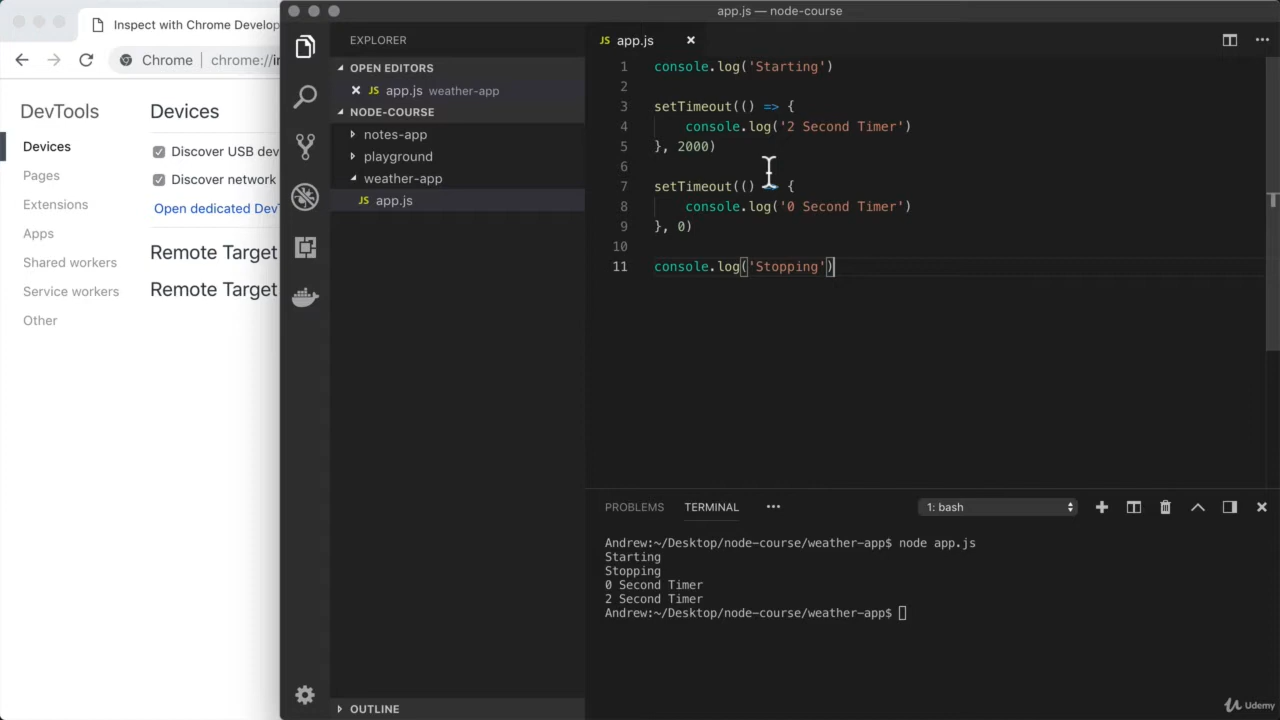 Inspect with Chrome Develop
Chrome
chrome://in
DevTools
Devices
Pages
Extensions
Apps
Shared workers
Service workers
Other
Devices
Discover USB dev
Discover network
Open dedicated DevT
Remote Target
Remote Target
app.js — node-course
EXPLORER
OPEN EDITORS
JS app.js weather-app
NODE-COURSE
notes-app
playground
weather-app
JS app.js
OUTLINE
JS app.js
1 console.log('Starting')
2
3 setTimeout(() => {
4 console.log('2 Second Timer')
5 }, 2000)
6
7 setTimeout(() => {
8 console.log('0 Second Timer')
9 }, 0)
10
11 console.log('Stopping')
PROBLEMS TERMINAL ••• 1: bash
Andrew:~/Desktop/node-course/weather-app$ node app.js
Starting
Stopping
0 Second Timer
2 Second Timer
Andrew:~/Desktop/node-course/weather-app$
Udemy